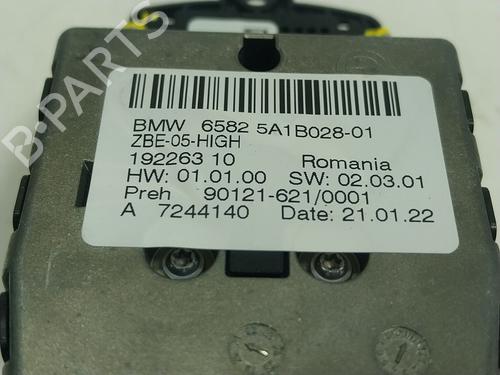 BMW 6582 5A1B028-01
ZBE-05-HIGH
192263 10 Romania
HW: 01.01.00 SW: 02.03.01
Preh 90121-621/0001
A 7244140 Date: 21.01.22
B-PARTS